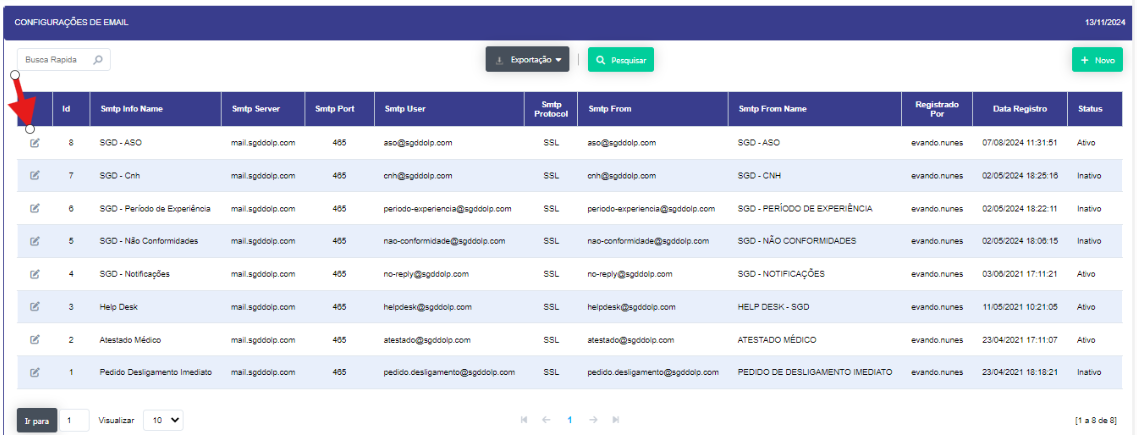 CONFIGURAÇÕES DE EMAIL 13/11/2024
Busca Rapida Exportação Pesquisar + Novo
Id Smtp Info Name Smtp Server Smtp Port Smtp User Smtp Protocol Smtp From Smtp From Name Registrado Por Data Registro Status
8 SGD - ASO mail.sgddolp.com 465 aso@sgddolp.com SSL aso@sgddolp.com SGD - ASO evando.nunes 07/08/2024 11:31:51 Ativo
7 SGD - Cnh mail.sgddolp.com 465 cnh@sgddolp.com SSL cnh@sgddolp.com SGD - CNH evando.nunes 02/05/2024 18:25:16 Inativo
6 SGD - Período de Experiência mail.sgddolp.com 465 periodo-experiencia@sgddolp.com SSL periodo-experiencia@sgddolp.com SGD - PERÍODO DE EXPERIÊNCIA evando.nunes 02/05/2024 18:22:11 Inativo
5 SGD - Não Conformidades mail.sgddolp.com 465 nao-conformidade@sgddolp.com SSL nao-conformidade@sgddolp.com SGD - NÃO CONFORMIDADES evando.nunes 02/05/2024 18:06:15 Inativo
4 SGD - Notificações mail.sgddolp.com 465 no-reply@sgddolp.com SSL no-reply@sgddolp.com SGD - NOTIFICAÇÕES evando.nunes 03/06/2021 17:11:21 Ativo
3 Help Desk mail.sgddolp.com 465 helpdesk@sgddolp.com SSL helpdesk@sgddolp.com HELP DESK - SGD evando.nunes 11/05/2021 10:21:05 Ativo
2 Atestado Médico mail.sgddolp.com 465 atestado@sgddolp.com SSL atestado@sgddolp.com ATESTADO MÉDICO evando.nunes 23/04/2021 17:11:07 Ativo
1 Pedido Desligamento Imediato mail.sgddolp.com 465 pedido.desligamento@sgddolp.com SSL pedido.desligamento@sgddolp.com PEDIDO DE DESLIGAMENTO IMEDIATO evando.nunes 23/04/2021 18:18:21 Inativo
Ir para 1 Visualizar 10 1 [1 a 8 de 8]